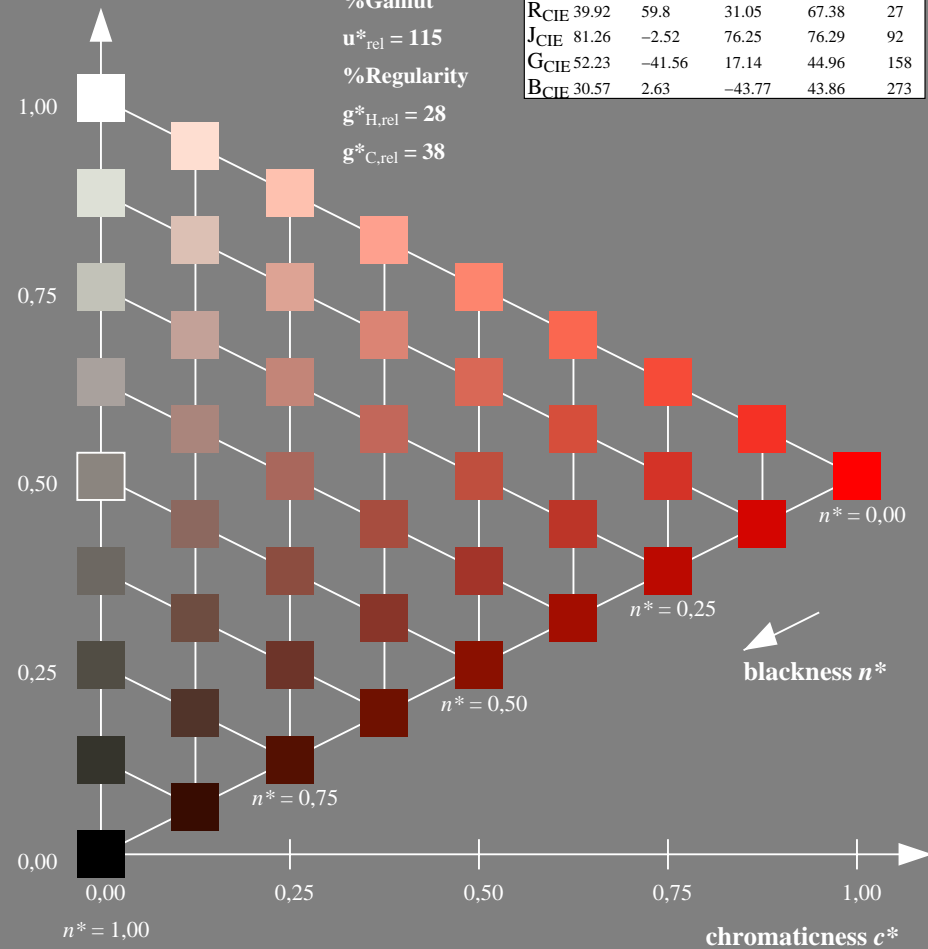 %Gamut
u*rel = 115
%Regularity
g*H,rel = 28
g*C,rel = 38
RCIE 39.92 59.8 31.05 67.38 27
JCIE 81.26 −2.52 76.25 76.29 92
GCIE 52.23 −41.56 17.14 44.96 158
BCIE 30.57 2.63 −43.77 43.86 273
1,00
0,75
0,50
0,25
0,00
n* = 0,00
n* = 0,25
blackness n*
n* = 0,50
n* = 0,75
0,00 0,25 0,50 0,75 1,00
n* = 1,00
chromaticness c*